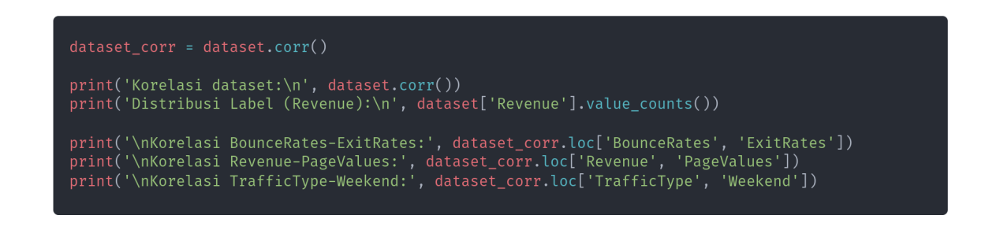 dataset_corr = dataset.corr()
print('Korelasi dataset:\n', dataset.corr())
print('Distribusi Label (Revenue):\n', dataset['Revenue'].value_counts())
print('\nKorelasi BounceRates-ExitRates:', dataset_corr.loc['BounceRates', 'ExitRates'])
print('\nKorelasi Revenue-PageValues:', dataset_corr.loc['Revenue', 'PageValues'])
print('\nKorelasi TrafficType-Weekend:', dataset_corr.loc['TrafficType', 'Weekend'])